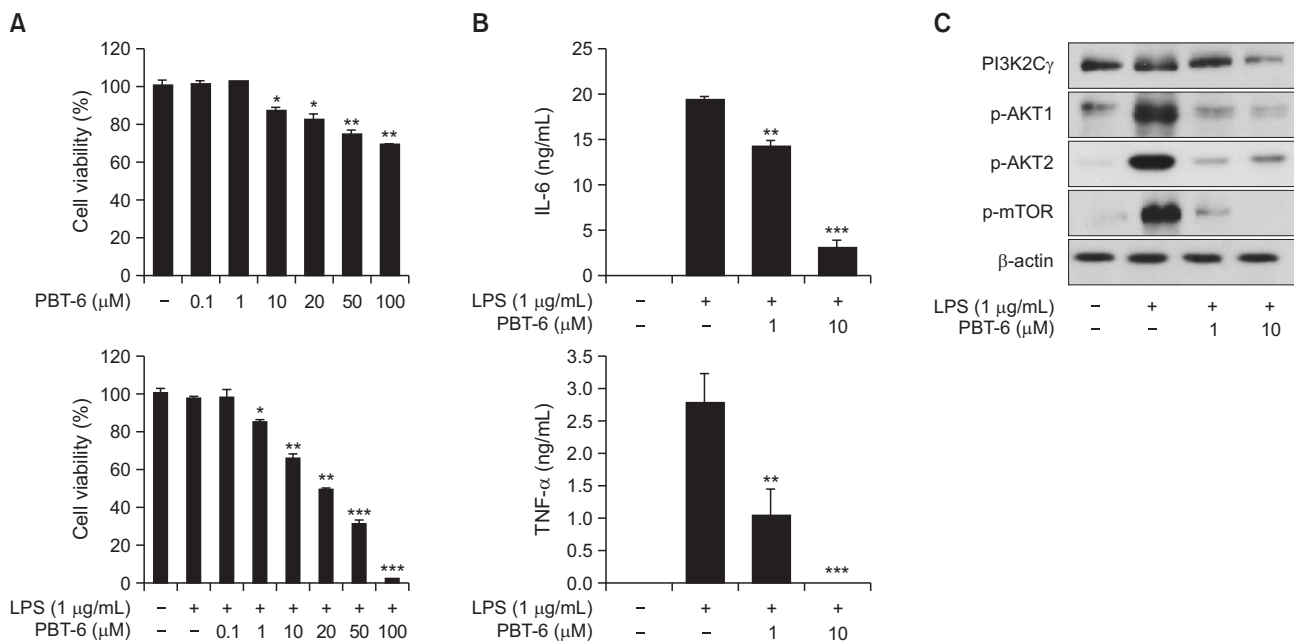 A
120
100
80
60
40
20
0
Cell viability (%)
* * ** **
PBT-6 (μM) – 0.1 1 10 20 50 100
120
100
80
60
40
20
0
Cell viability (%)
* ** ** *** ***
LPS (1 μg/mL) – + + + + + + +
PBT-6 (μM) – – 0.1 1 10 20 50 100
B
25
20
15
10
5
0
IL-6 (ng/mL)
** ***
LPS (1 μg/mL) – + + +
PBT-6 (μM) – – 1 10
3.5
3.0
2.5
2.0
1.5
1.0
0.5
0.0
TNF-α (ng/mL)
** ***
LPS (1 μg/mL) – + + +
PBT-6 (μM) – – 1 10
C
PI3K2Cγ
p-AKT1
p-AKT2
p-mTOR
β-actin
LPS (1 μg/mL) – + + +
PBT-6 (μM) – – 1 10